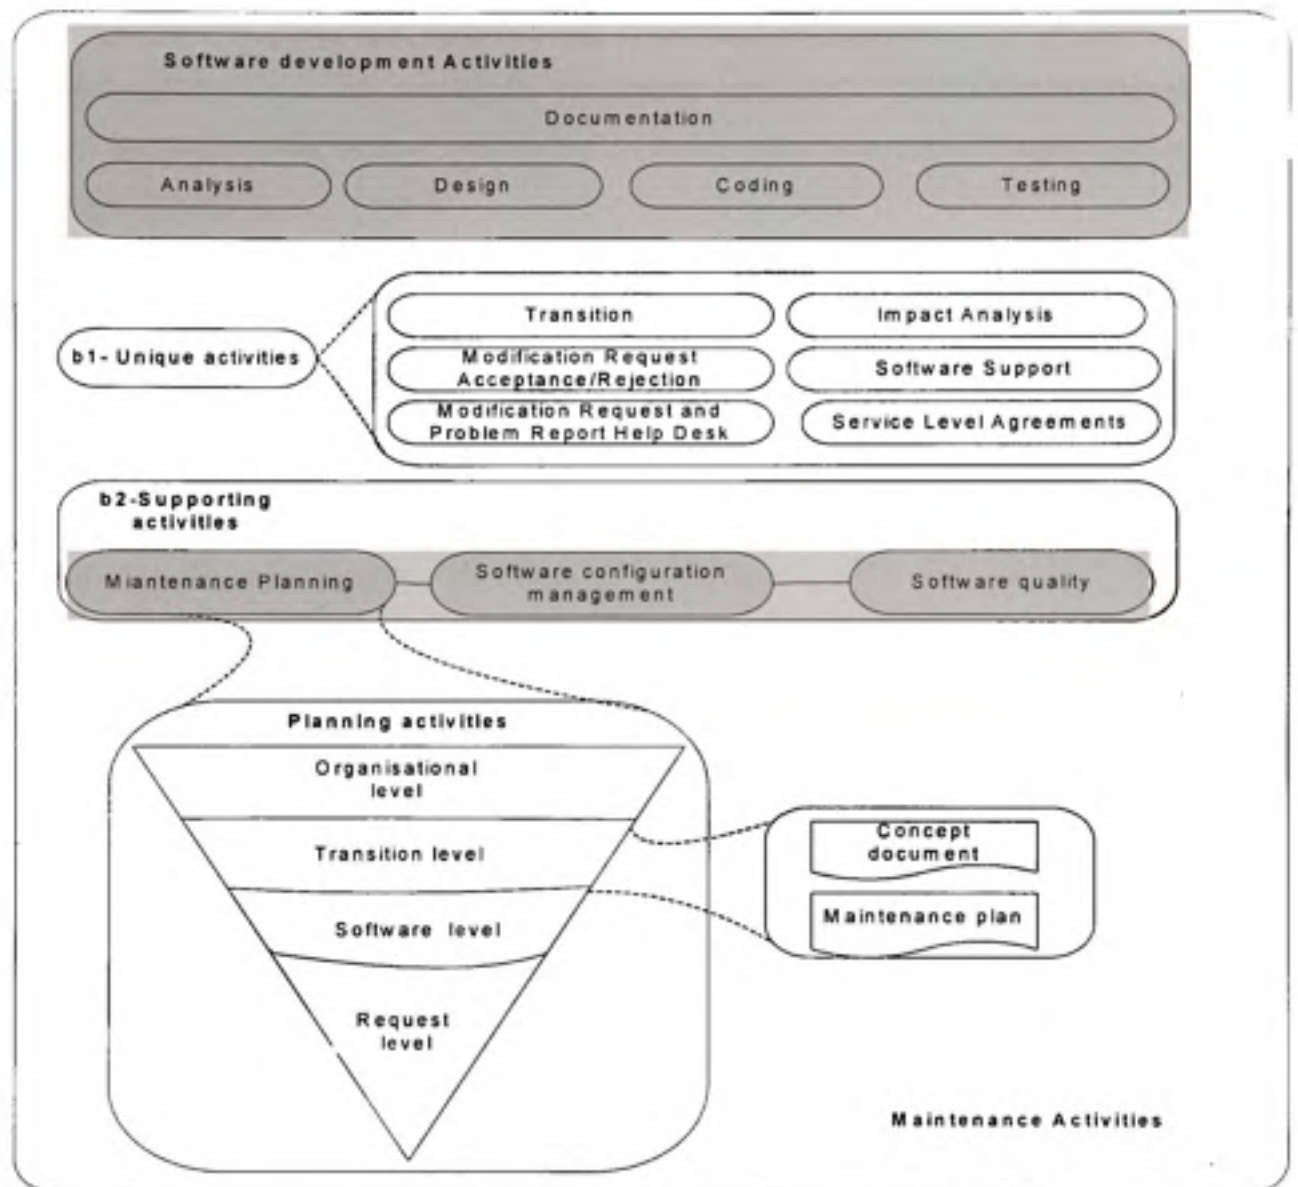 Software development Activities
Documentation
Analysis
Design
Coding
Testing
b1- Unique activities
Transition
Impact Analysis
Modification Request
Acceptance/Rejection
Software Support
Modification Request and
Problem Report Help Desk
Service Level Agreements
b2-Supporting
activities
Miantenance Planning
Software configuration
management
Software quality
Planning activities
Organisational
level
Transition level
Software level
Request
level
Concept
document
Maintenance plan
Maintenance Activities